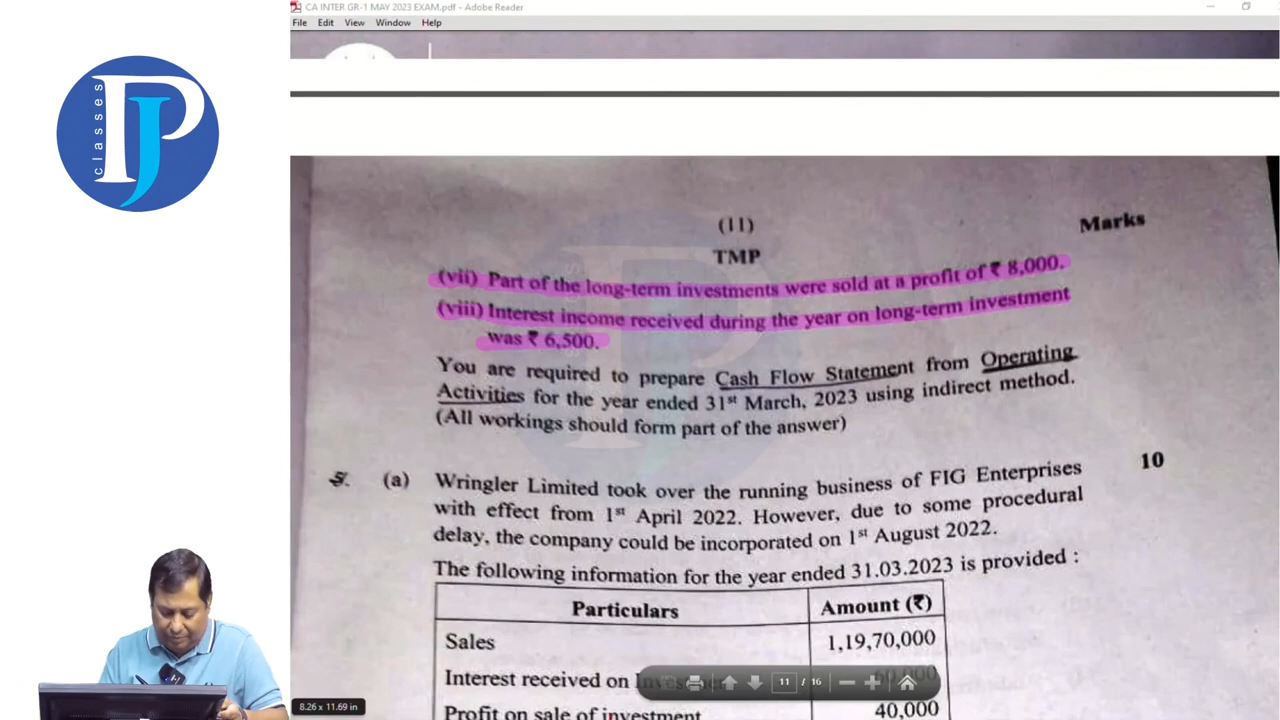 CA INTER GR-1 MAY 2023 EXAM.pdf - Adobe Reader
File Edit View Window Help
classes
PJ
(11)
Marks
TMP
(vii) Part of the long-term investments were sold at a profit of ₹ 8,000.
(viii) Interest income received during the year on long-term investment
was ₹ 6,500.
You are required to prepare Cash Flow Statement from Operating
Activities for the year ended 31st March, 2023 using indirect method.
(All workings should form part of the answer)
5. (a) Wringler Limited took over the running business of FIG Enterprises 10
with effect from 1st April 2022. However, due to some procedural
delay, the company could be incorporated on 1st August 2022.
The following information for the year ended 31.03.2023 is provided :
Particulars Amount (₹)
Sales 1,19,70,000
Interest received on
11 / 16
Profit on sale of investment 40,000
8.26 x 11.69 in